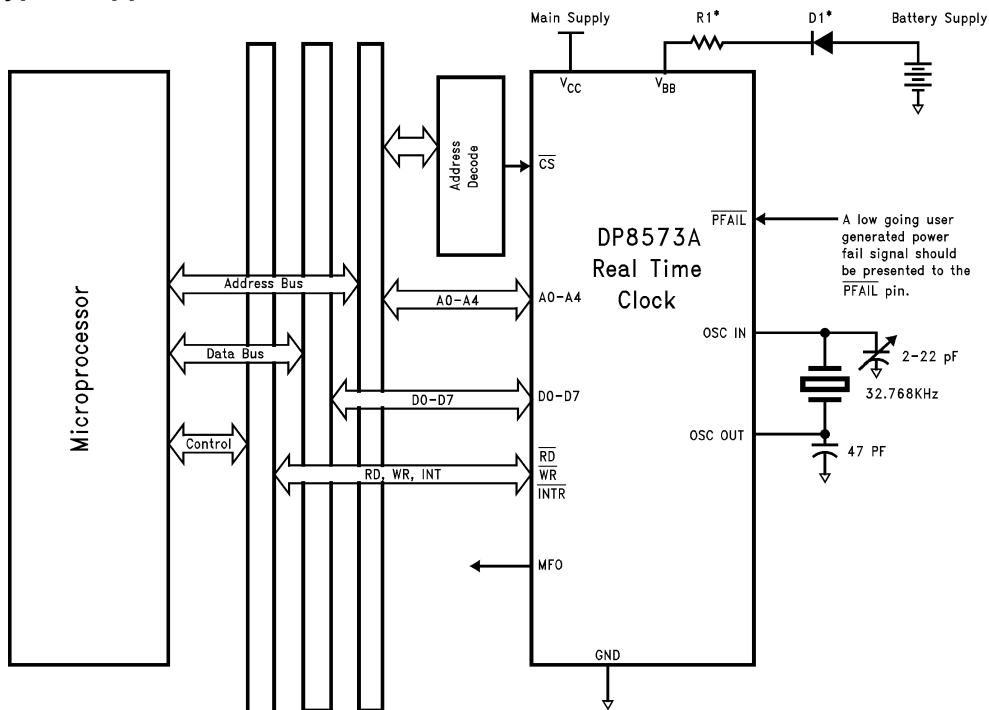 Main Supply
R1*
D1*
Battery Supply
VCC
VBB
Microprocessor
Address
Decode
CS
PFAIL
A low going user
generated power
fail signal should
be presented to the
PFAIL pin.
DP8573A
Real Time
Clock
Address Bus
A0-A4
A0-A4
OSC IN
2-22 pF
Data Bus
32.768KHz
D0-D7
D0-D7
OSC OUT
Control
47 PF
RD
WR
INTR
RD, WR, INT
MFO
GND